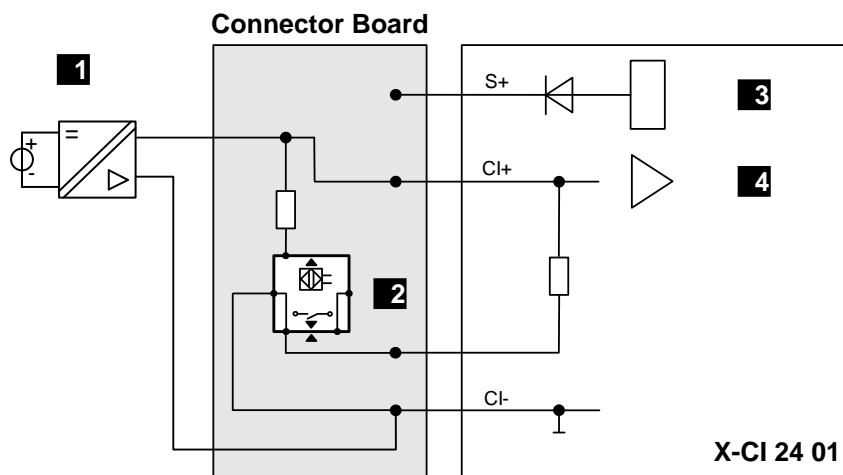 Connector Board
1
S+
3
=
+
-
CI+
4
2
CI-
X-CI 24 01